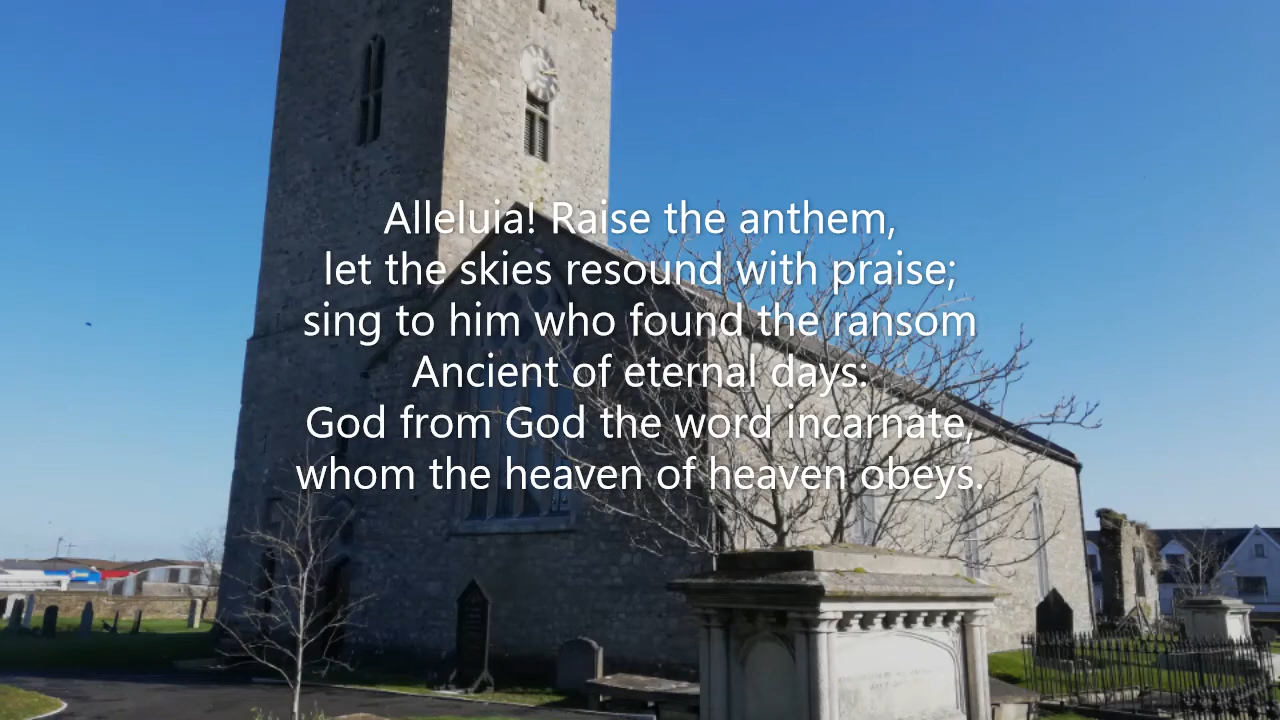 Alleluia! Raise the anthem,
let the skies resound with praise;
sing to him who found the ransom
Ancient of eternal days:
God from God the word incarnate,
whom the heaven of heaven obeys.